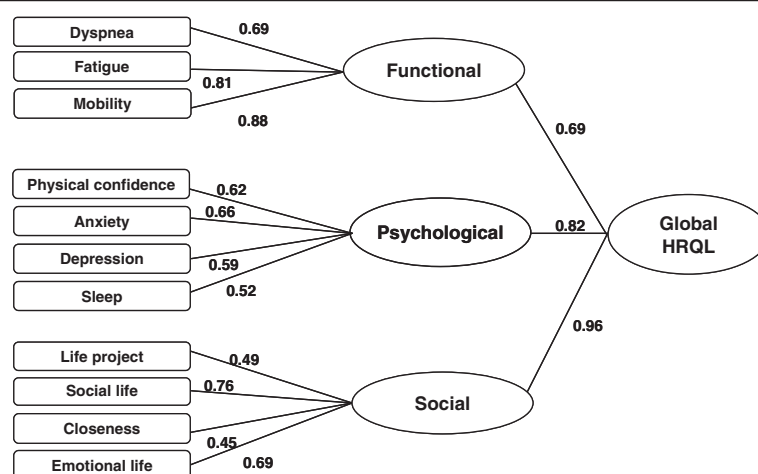 Dyspnea
0.69
Fatigue
0.81
Mobility
0.88
Functional
0.69
Physical confidence
0.62
Anxiety
0.66
Depression
0.59
Sleep
0.52
Psychological
0.82
Global
HRQL
Life project
0.49
Social life
0.76
Closeness
0.45
Emotional life
0.69
Social
0.96